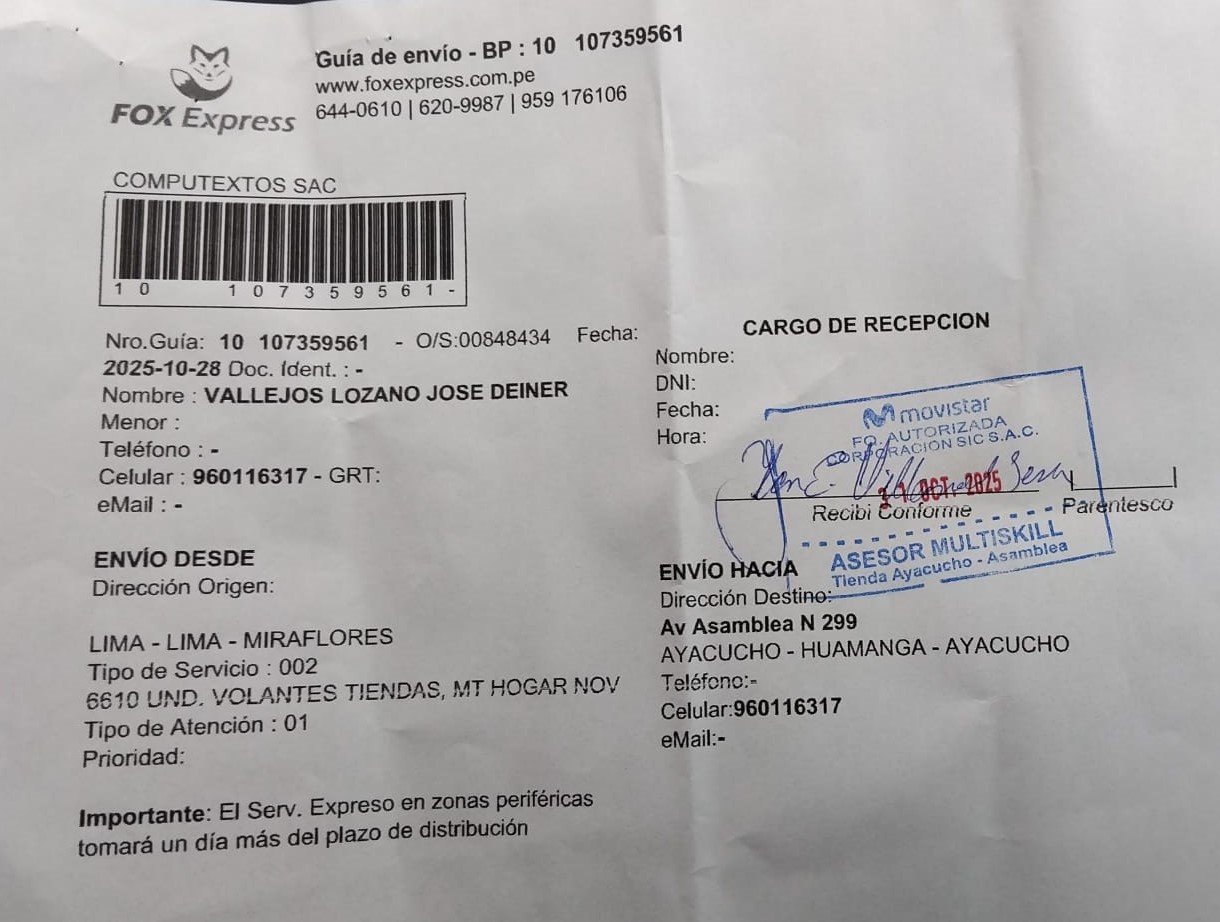 FOX Express
Guía de envío - BP : 10 107359561
www.foxexpress.com.pe
644-0610 | 620-9987 | 959 176106
COMPUTEXTOS SAC
10 107359561-
Nro.Guía: 10 107359561 - O/S:00848434 Fecha:
2025-10-28 Doc. Ident. : -
Nombre : VALLEJOS LOZANO JOSE DEINER
Menor :
Teléfono : -
Celular : 960116317 - GRT:
eMail : -
ENVÍO DESDE
Dirección Origen:
LIMA - LIMA - MIRAFLORES
Tipo de Servicio : 002
6610 UND. VOLANTES TIENDAS, MT HOGAR NOV
Tipo de Atención : 01
Prioridad:
Importante: El Serv. Expreso en zonas periféricas
tomará un día más del plazo de distribución
CARGO DE RECEPCION
Nombre:
DNI:
Fecha:
Hora:
movistar
FQ. AUTORIZADA
CORPORACION SIC S.A.C.
31 OCT. 2025
Recibi Conforme
Parentesco
ASESOR MULTISKILL
Tienda Ayacucho - Asamblea
ENVÍO HACIA
Dirección Destino:
Av Asamblea N 299
AYACUCHO - HUAMANGA - AYACUCHO
Teléfono:-
Celular:960116317
eMail:-